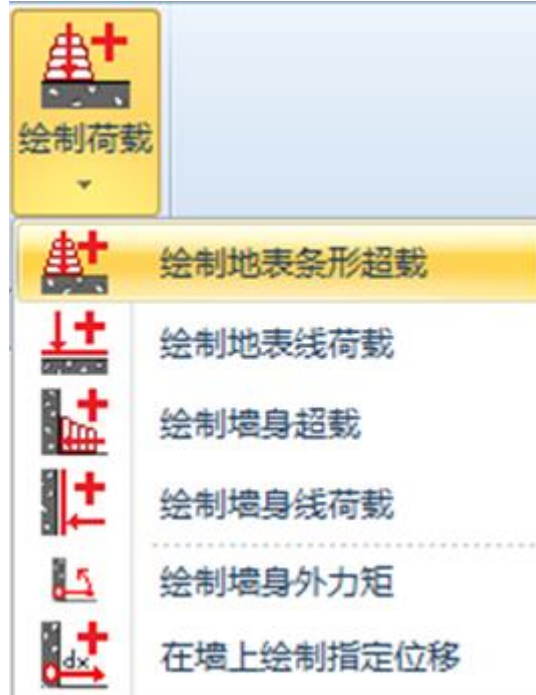 绘制荷载
绘制地表条形超载
绘制地表线荷载
绘制墙身超载
绘制墙身线荷载
绘制墙身外力矩
dx
在墙上绘制指定位移